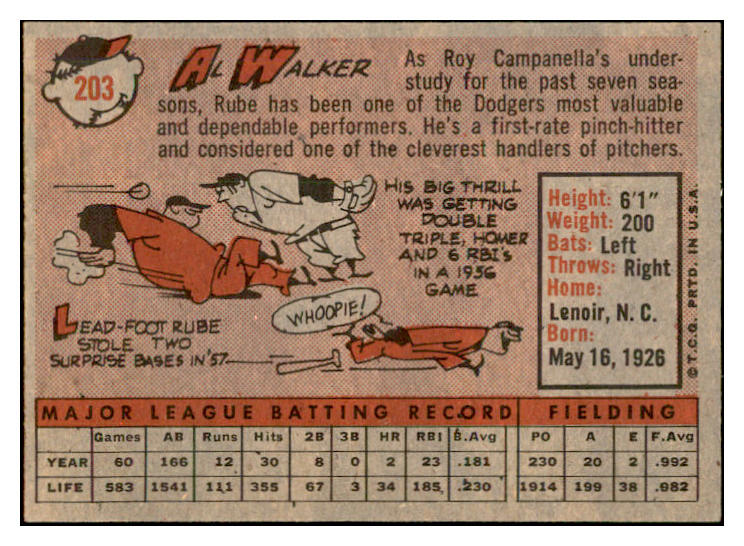 203
AL WALKER
As Roy Campanella's under-
study for the past seven sea-
sons, Rube has been one of the Dodgers most valuable
and dependable performers. He's a first-rate pinch-hitter
and considered one of the cleverest handlers of pitchers.
HIS BIG THRILL
WAS GETTING
DOUBLE
TRIPLE, HOMER
AND 6 RBI'S
IN A 1956
GAME
LEAD-FOOT RUBE
STOLE TWO
SURPRISE BASES IN '57
WHOOPIE!
Height: 6'1"
Weight: 200
Bats: Left
Throws: Right
Home:
Lenoir, N. C.
Born:
May 16, 1926
© T.C.G. PRTD. IN U.S.A.
MAJOR LEAGUE BATTING RECORD FIELDING
Games AB Runs Hits 2B 3B HR RBI B.Avg PO A E F.Avg
YEAR 60 166 12 30 8 0 2 23 .181 230 20 2 .992
LIFE 583 1541 111 355 67 3 34 185 .230 1914 199 38 .982